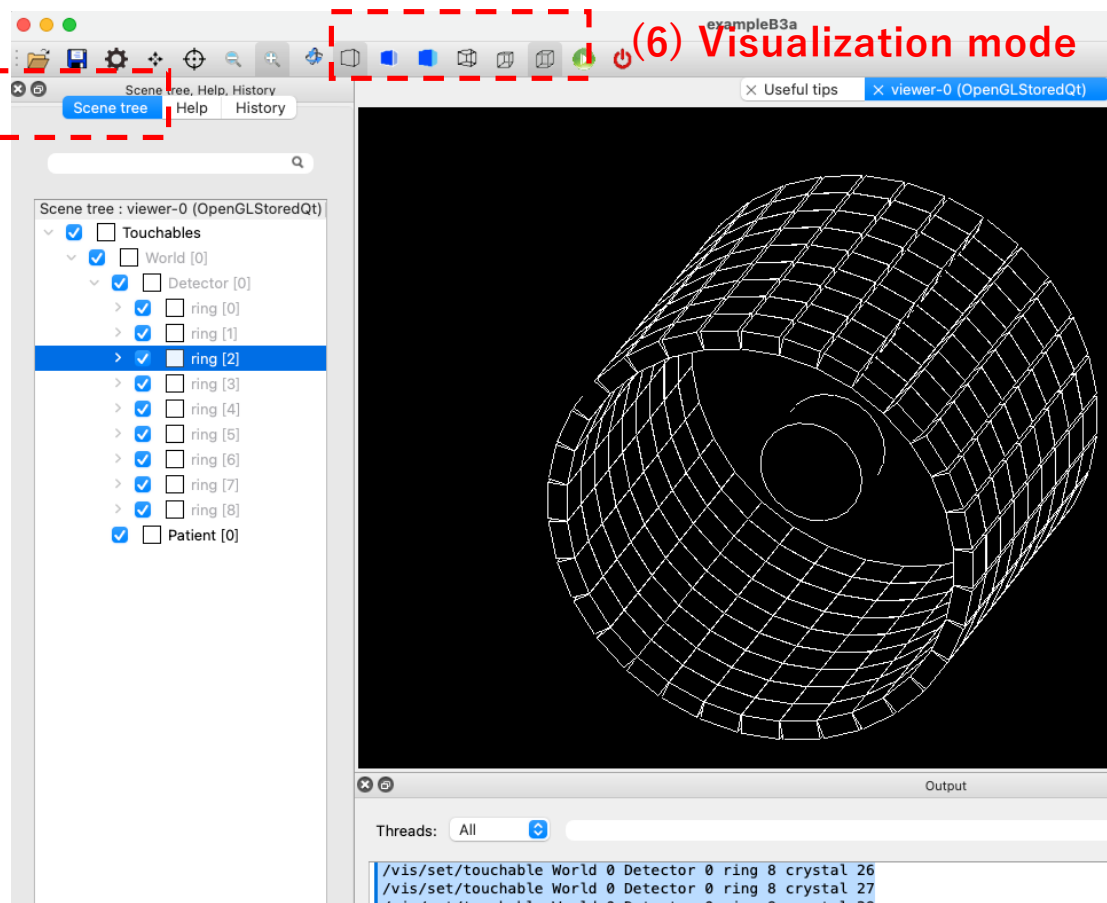 exampleB3a
(6) Visualization mode
Scene tree, Help, History
Scene tree Help History
× Useful tips × viewer-0 (OpenGLStoredQt)
Scene tree : viewer-0 (OpenGLStoredQt)
Touchables
World [0]
Detector [0]
ring [0]
ring [1]
ring [2]
ring [3]
ring [4]
ring [5]
ring [6]
ring [7]
ring [8]
Patient [0]
Output
Threads: All
/vis/set/touchable World 0 Detector 0 ring 8 crystal 26
/vis/set/touchable World 0 Detector 0 ring 8 crystal 27